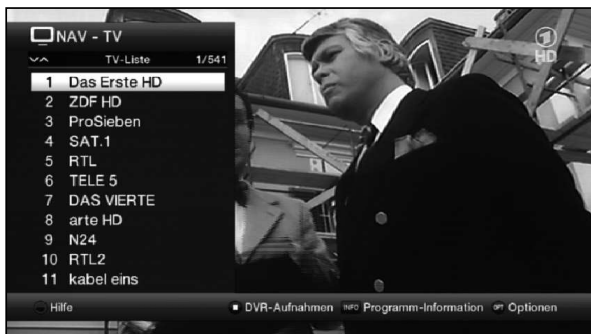 NAV - TV
TV-Liste 1/541
1 Das Erste HD
2 ZDF HD
3 ProSieben
4 SAT.1
5 RTL
6 TELE 5
7 DAS VIERTE
8 arte HD
9 N24
10 RTL2
11 kabel eins
1 ARD HD
Hilfe DVR-Aufnahmen INFO Programm-Information OPT Optionen